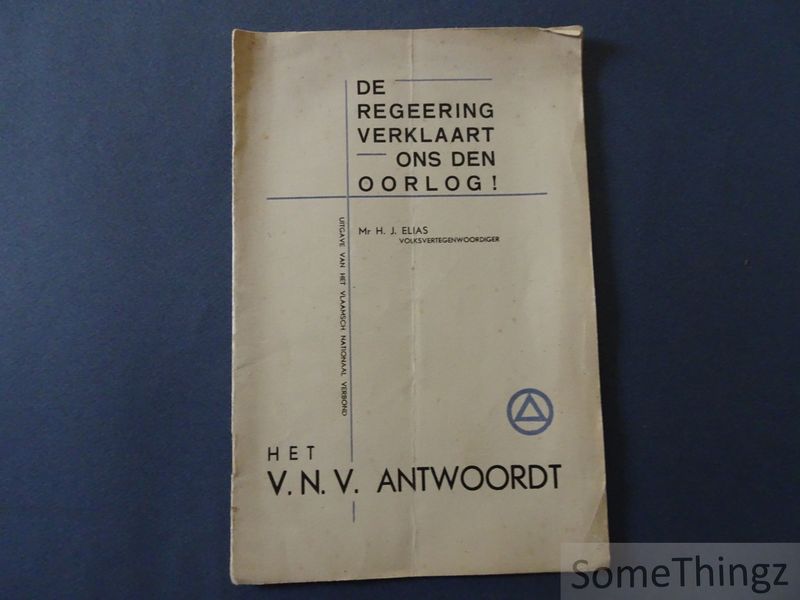 DE
REGEERING
VERKLAART
ONS DEN
OORLOG!
Mr H. J. ELIAS
VOLKSVERTEGENWOORDIGER
UITGAVE VAN HET VLAAMSCH NATIONAAL VERBOND
HET
V. N. V. ANTWOORDT
SomeThingz